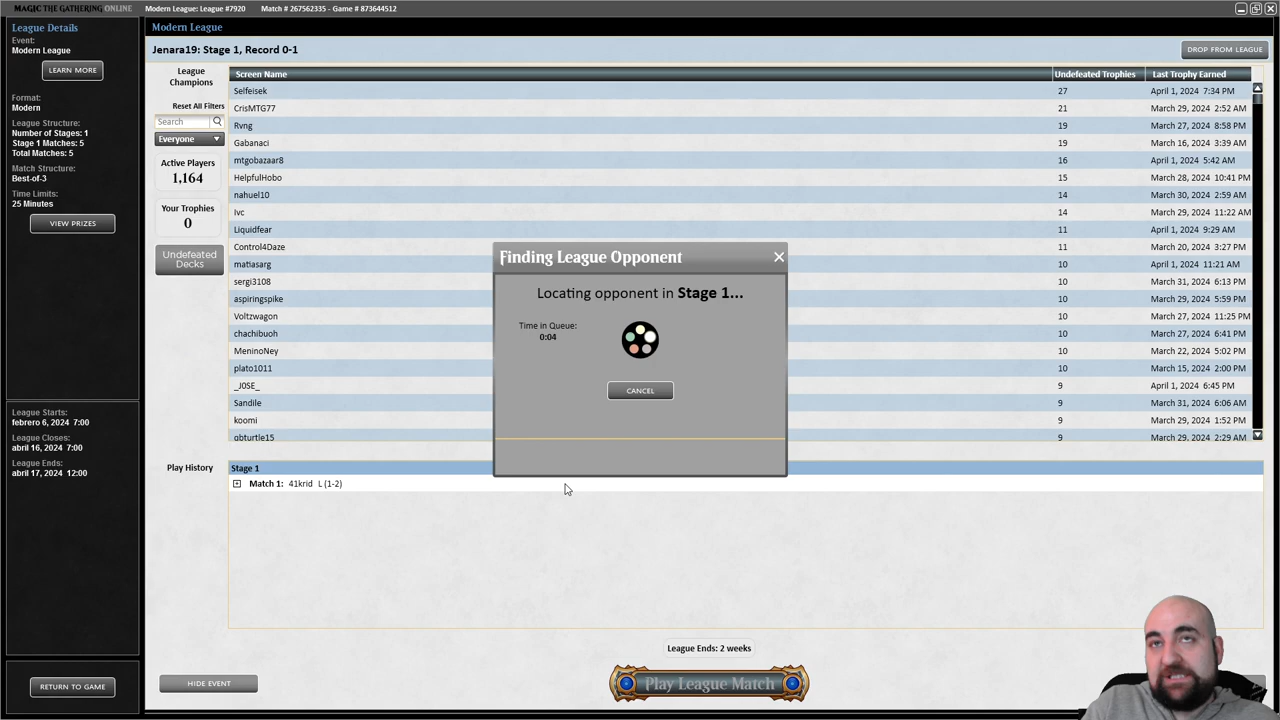 MAGIC THE GATHERING ONLINE
Modern League: League #7920
Match # 267562335 - Game # 873644512
League Details
Event:
Modern League
LEARN MORE
Format:
Modern
League Structure:
Number of Stages: 1
Stage 1 Matches: 5
Total Matches: 5
Match Structure:
Best-of-3
Time Limits:
25 Minutes
VIEW PRIZES
League Starts:
febrero 6, 2024 7:00
League Closes:
abril 16, 2024 7:00
League Ends:
abril 17, 2024 12:00
RETURN TO GAME
Modern League
Jenara19: Stage 1, Record 0-1
DROP FROM LEAGUE
League
Champions
Reset All Filters
Search
Everyone
Active Players
1,164
Your Trophies
0
Undefeated
Decks
Screen Name Undefeated Trophies Last Trophy Earned
Selfeisek 27 April 1, 2024 7:34 PM
CrisMTG77 21 March 29, 2024 2:52 AM
Rvng 19 March 27, 2024 8:58 PM
Gabanaci 19 March 16, 2024 3:39 AM
mtgobazaar8 16 April 1, 2024 5:42 AM
HelpfulHobo 15 March 28, 2024 10:41 PM
nahuel10 14 March 30, 2024 2:59 AM
lvc 14 March 29, 2024 11:22 AM
Liquidfear 11 April 1, 2024 9:29 AM
Control4Daze 11 March 20, 2024 3:27 PM
matiasarg 10 April 1, 2024 11:21 AM
sergi3108 10 March 31, 2024 6:13 PM
aspiringspike 10 March 31, 2024 5:59 PM
Voltzwagon 10 March 27, 2024 11:25 PM
chachibuoh 10 March 27, 2024 6:41 PM
MeninoNey 10 March 22, 2024 5:02 PM
plato1011 10 March 15, 2024 2:00 PM
_J0SE_ 9 April 1, 2024 6:45 PM
Sandile 9 March 31, 2024 6:06 AM
koomi 9 March 29, 2024 1:52 PM
gbturtle15 9 March 29, 2024 2:29 AM
Finding League Opponent
Locating opponent in Stage 1...
Time in Queue:
0:04
CANCEL
Play History
Stage 1
Match 1: 41krid L (1-2)
League Ends: 2 weeks
HIDE EVENT
Play League Match